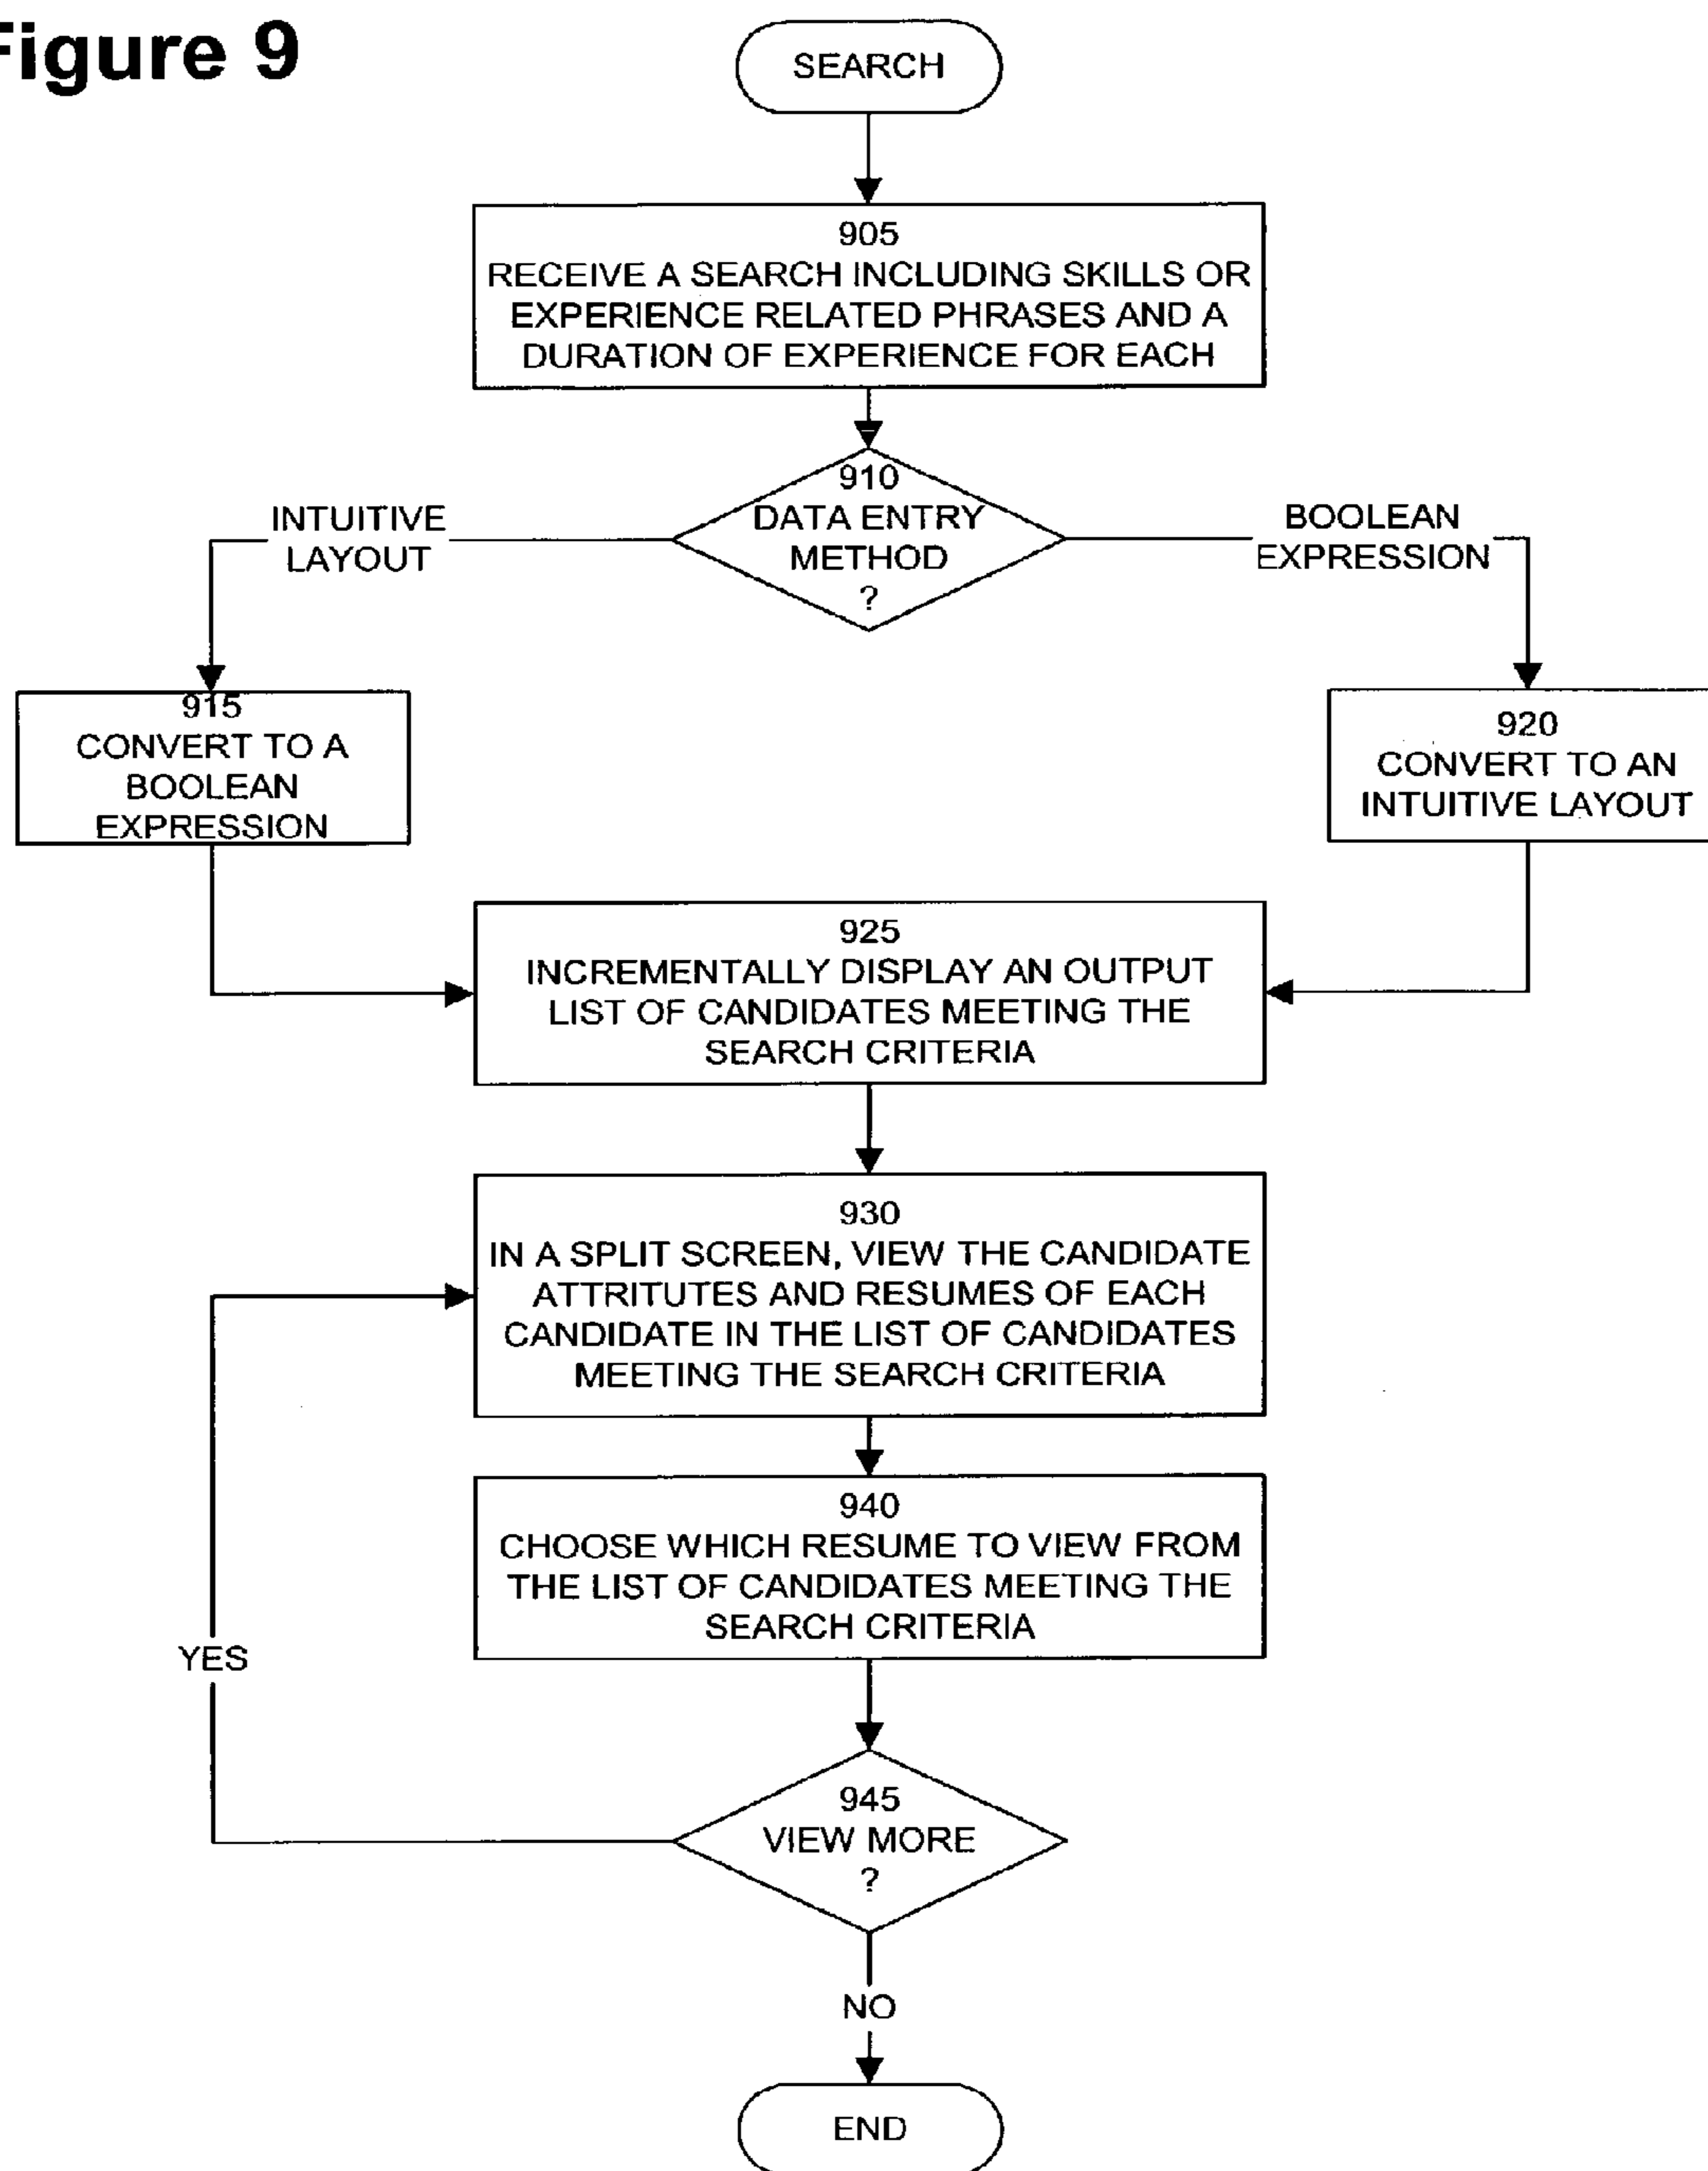 Figure 9
SEARCH
905
RECEIVE A SEARCH INCLUDING SKILLS OR
EXPERIENCE RELATED PHRASES AND A
DURATION OF EXPERIENCE FOR EACH
910
DATA ENTRY
METHOD
?
INTUITIVE
LAYOUT
BOOLEAN
EXPRESSION
915
CONVERT TO A
BOOLEAN
EXPRESSION
920
CONVERT TO AN
INTUITIVE LAYOUT
925
INCREMENTALLY DISPLAY AN OUTPUT
LIST OF CANDIDATES MEETING THE
SEARCH CRITERIA
930
IN A SPLIT SCREEN, VIEW THE CANDIDATE
ATTRITUTES AND RESUMES OF EACH
CANDIDATE IN THE LIST OF CANDIDATES
MEETING THE SEARCH CRITERIA
940
CHOOSE WHICH RESUME TO VIEW FROM
THE LIST OF CANDIDATES MEETING THE
SEARCH CRITERIA
YES
945
VIEW MORE
?
NO
END